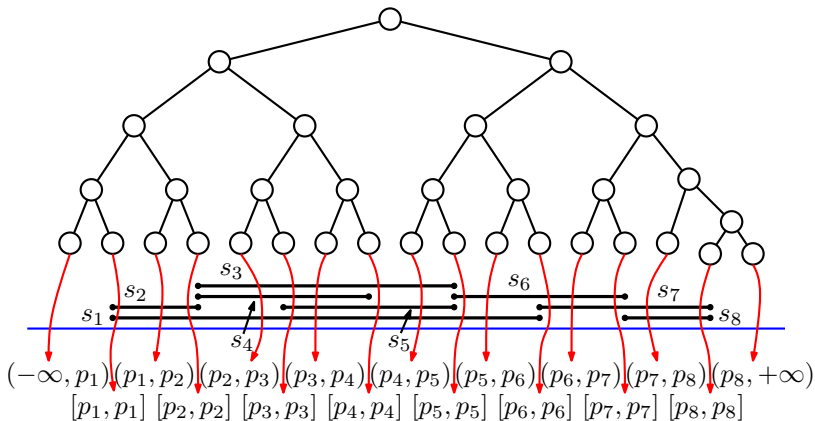 s₃
s₂ s₆ s₇
s₁ s₈
s₄ s₅
(−∞, p₁) (p₁, p₂) (p₂, p₃) (p₃, p₄) (p₄, p₅) (p₅, p₆) (p₆, p₇) (p₇, p₈) (p₈, +∞)
[p₁, p₁] [p₂, p₂] [p₃, p₃] [p₄, p₄] [p₅, p₅] [p₆, p₆] [p₇, p₇] [p₈, p₈]